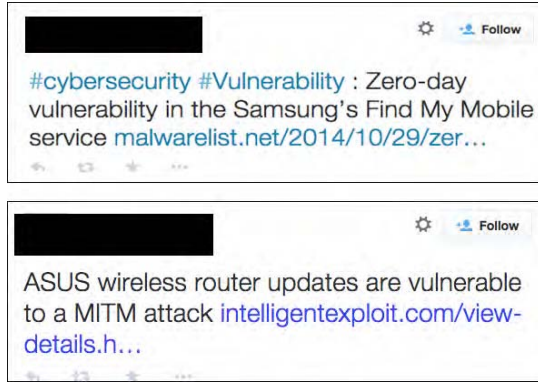 Follow
#cybersecurity #Vulnerability : Zero-day
vulnerability in the Samsung's Find My Mobile
service malwarelist.net/2014/10/29/zer...
Follow
ASUS wireless router updates are vulnerable
to a MITM attack intelligentexploit.com/view-
details.h...